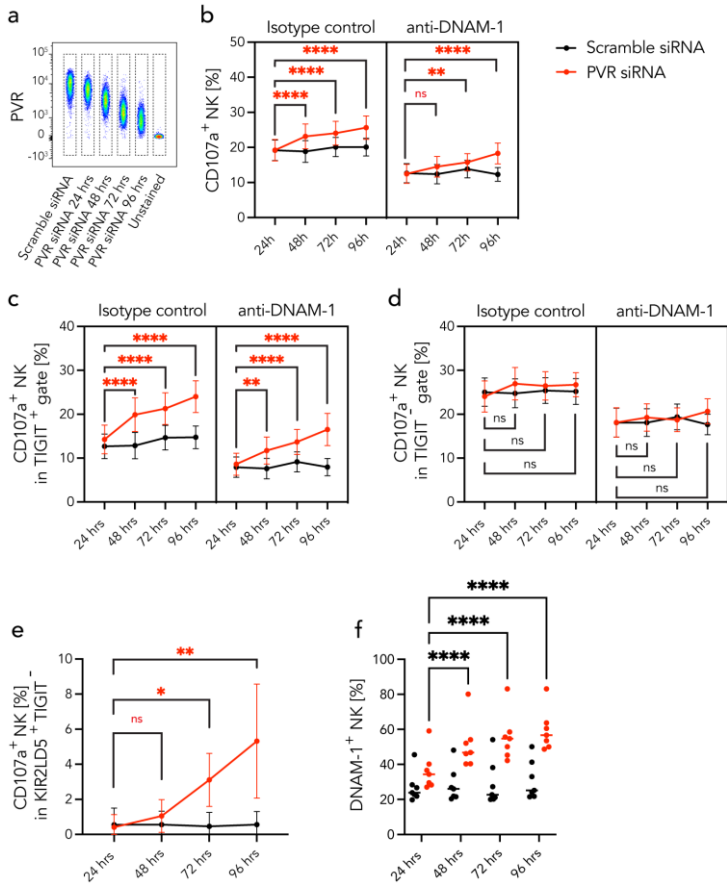 a
PVR
10⁵
10⁴
10³
0
-10³
Scramble siRNA
PVR siRNA 24 hrs
PVR siRNA 48 hrs
PVR siRNA 72 hrs
PVR siRNA 96 hrs
Unstained
b
Isotype control
anti-DNAM-1
Scramble siRNA
PVR siRNA
CD107a⁺ NK [%]
50
40
30
20
10
0
****
****
****
****
**
ns
24h
48h
72h
96h
24h
48h
72h
96h
c
Isotype control
anti-DNAM-1
CD107a⁺ NK
in TIGIT⁺ gate [%]
40
30
20
10
0
****
****
****
****
****
**
24 hrs
48 hrs
72 hrs
96 hrs
24 hrs
48 hrs
72 hrs
96 hrs
d
Isotype control
anti-DNAM-1
CD107a⁺ NK
in TIGIT⁻ gate [%]
40
30
20
10
0
ns
ns
ns
ns
ns
ns
24 hrs
48 hrs
72 hrs
96 hrs
24 hrs
48 hrs
72 hrs
96 hrs
e
CD107a⁺ NK [%]
in KIR2LD5⁺TIGIT⁻
10
8
6
4
2
0
**
*
ns
24 hrs
48 hrs
72 hrs
96 hrs
f
DNAM-1⁺ NK [%]
100
80
60
40
20
0
****
****
****
24 hrs
48 hrs
72 hrs
96 hrs